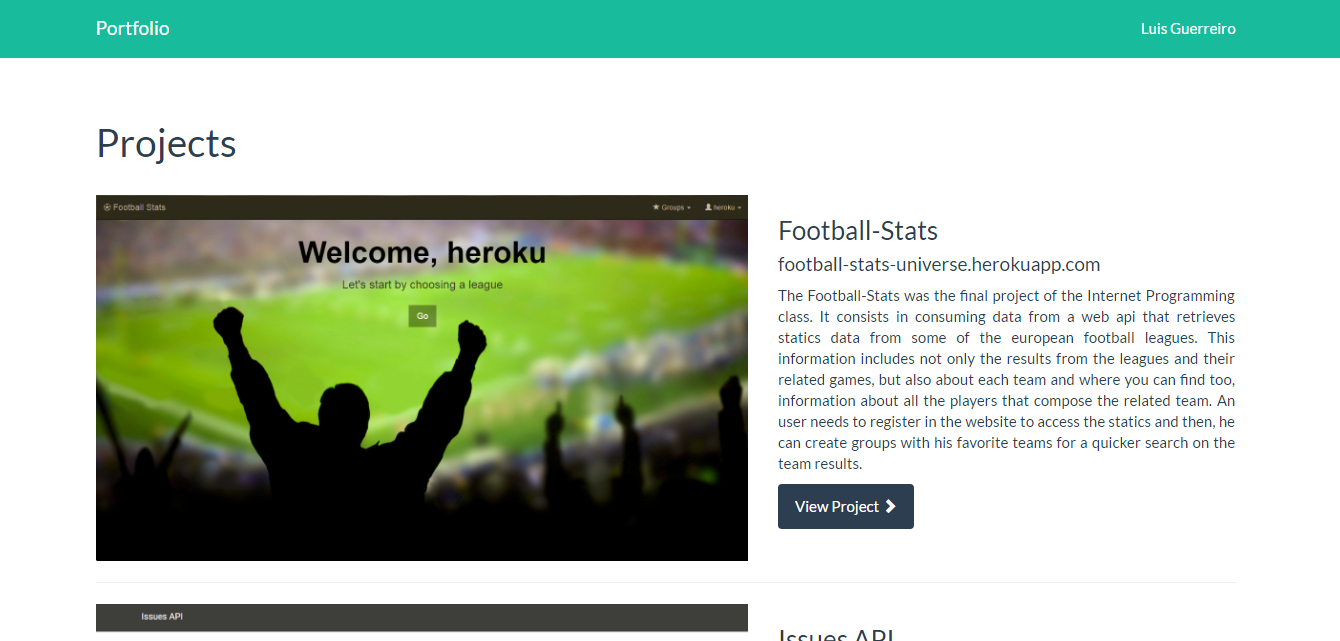 Portfolio
Luis Guerreiro
Projects
Football Stats
Groups
heroku
Welcome, heroku
Let's start by choosing a league
Go
Football-Stats
football-stats-universe.herokuapp.com
The Football-Stats was the final project of the Internet Programming
class. It consists in consuming data from a web api that retrieves
statics data from some of the european football leagues. This
information includes not only the results from the leagues and their
related games, but also about each team and where you can find too,
information about all the players that compose the related team. An
user needs to register in the website to access the statics and then, he
can create groups with his favorite teams for a quicker search on the
team results.
View Project
Issues API
Issues API